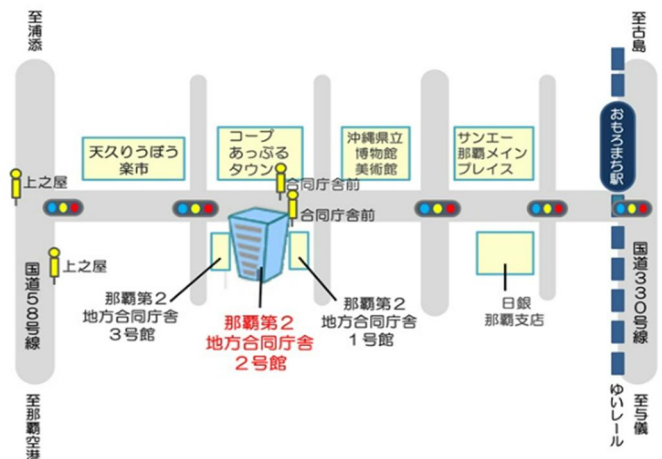 至浦添
至古島
天久りうぼう
楽市
コープ
あっぷる
タウン
沖縄県立
博物館
美術館
サンエー
那覇メイン
プレイス
おもろまち駅
上之屋
合同庁舎前
合同庁舎前
上之屋
国道58号線
国道330号線
那覇第2
地方合同庁舎
3号館
那覇第2
地方合同庁舎
2号館
那覇第2
地方合同庁舎
1号館
日銀
那覇支店
至那覇空港
ゆいレール
至与儀